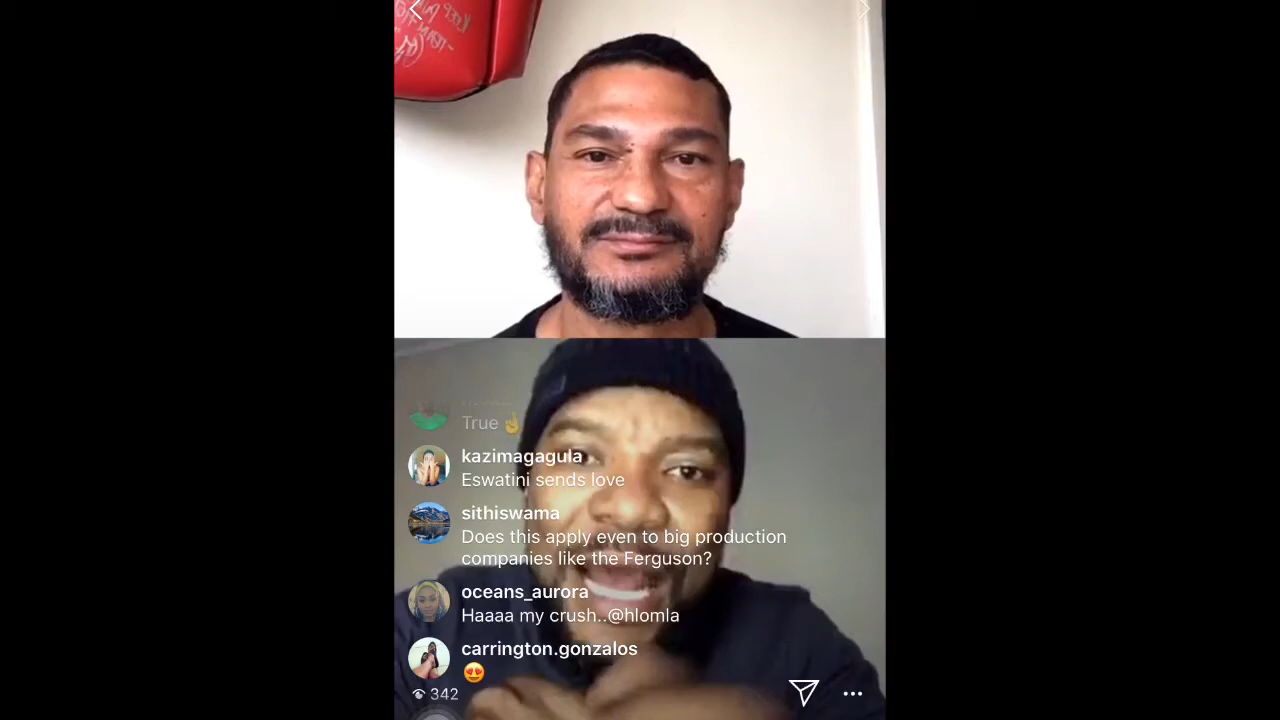 True 🤞
kazimagagula
Eswatini sends love
sithiswama
Does this apply even to big production
companies like the Ferguson?
oceans_aurora
Haaaa my crush..@hlomla
carrington.gonzalos
😍
342